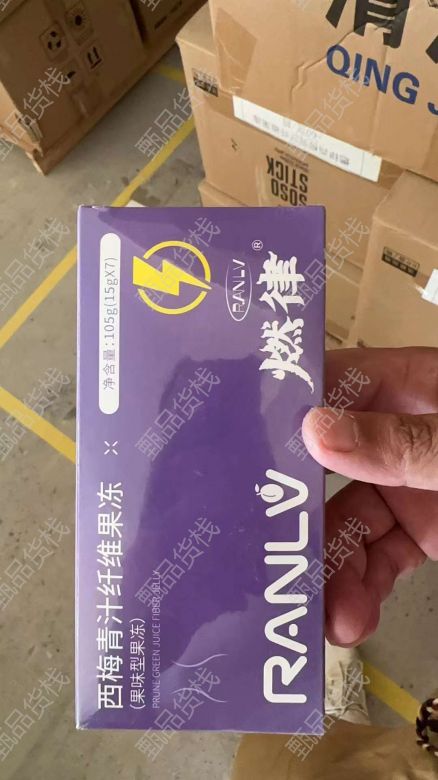 QING J
SOSO
STICK
RANLV
燃律
®
净含量:105g(15gX7)
RANLV
西梅青汁纤维果冻
(果味型果冻)
PRUNE GREEN JUICE FIBER JELLY
甄品货栈